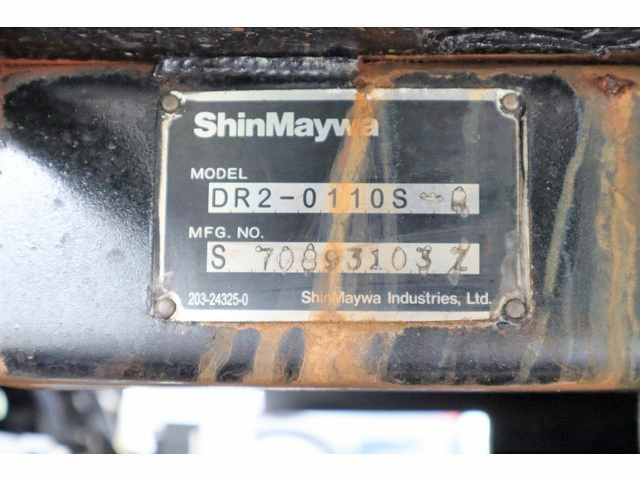 ShinMaywa
MODEL
DR2-0110S
MFG. NO.
S 70893103 Z
203-24325-0
ShinMaywa Industries, Ltd.